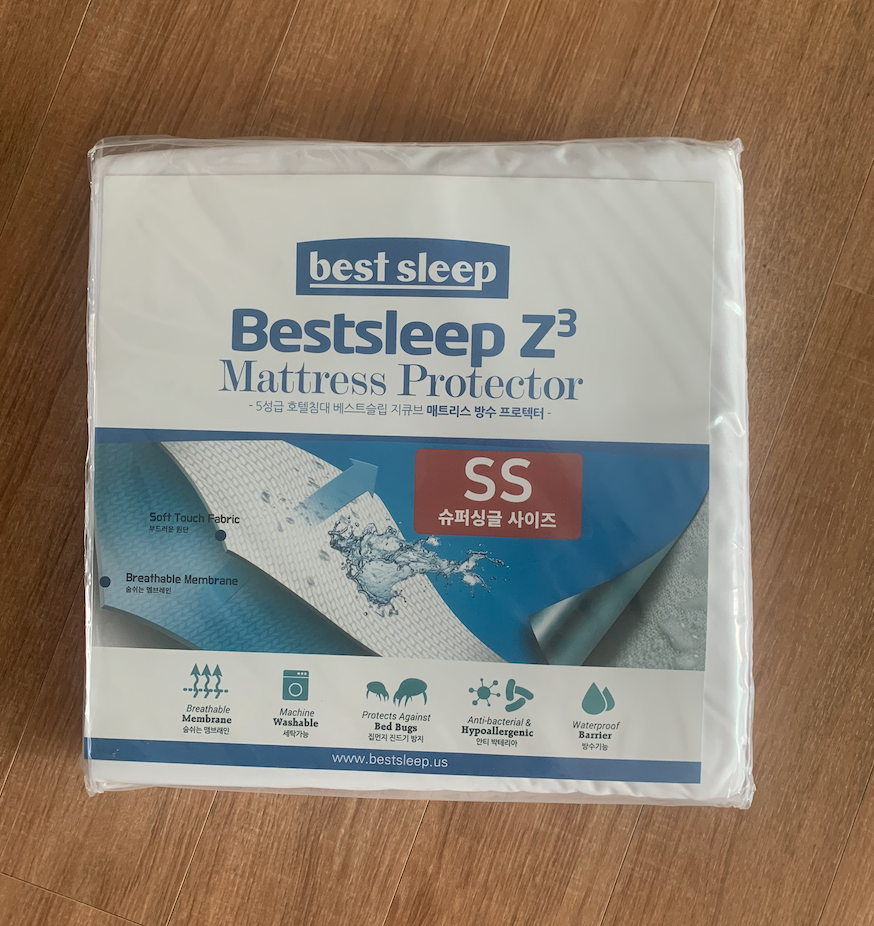 best sleep
Bestsleep Z³
Mattress Protector
- 5성급 호텔침대 베스트슬립 지큐브 매트리스 방수 프로텍터 -
SS
슈퍼싱글 사이즈
Soft Touch Fabric
부드러운 원단
Breathable Membrane
숨쉬는 멤브레인
Breathable
Membrane
숨쉬는 멤브레인
Machine
Washable
세탁가능
Protects Against
Bed Bugs
집먼지 진드기 방지
Anti-bacterial &
Hypoallergenic
안티 박테리아
Waterproof
Barrier
방수기능
www.bestsleep.us